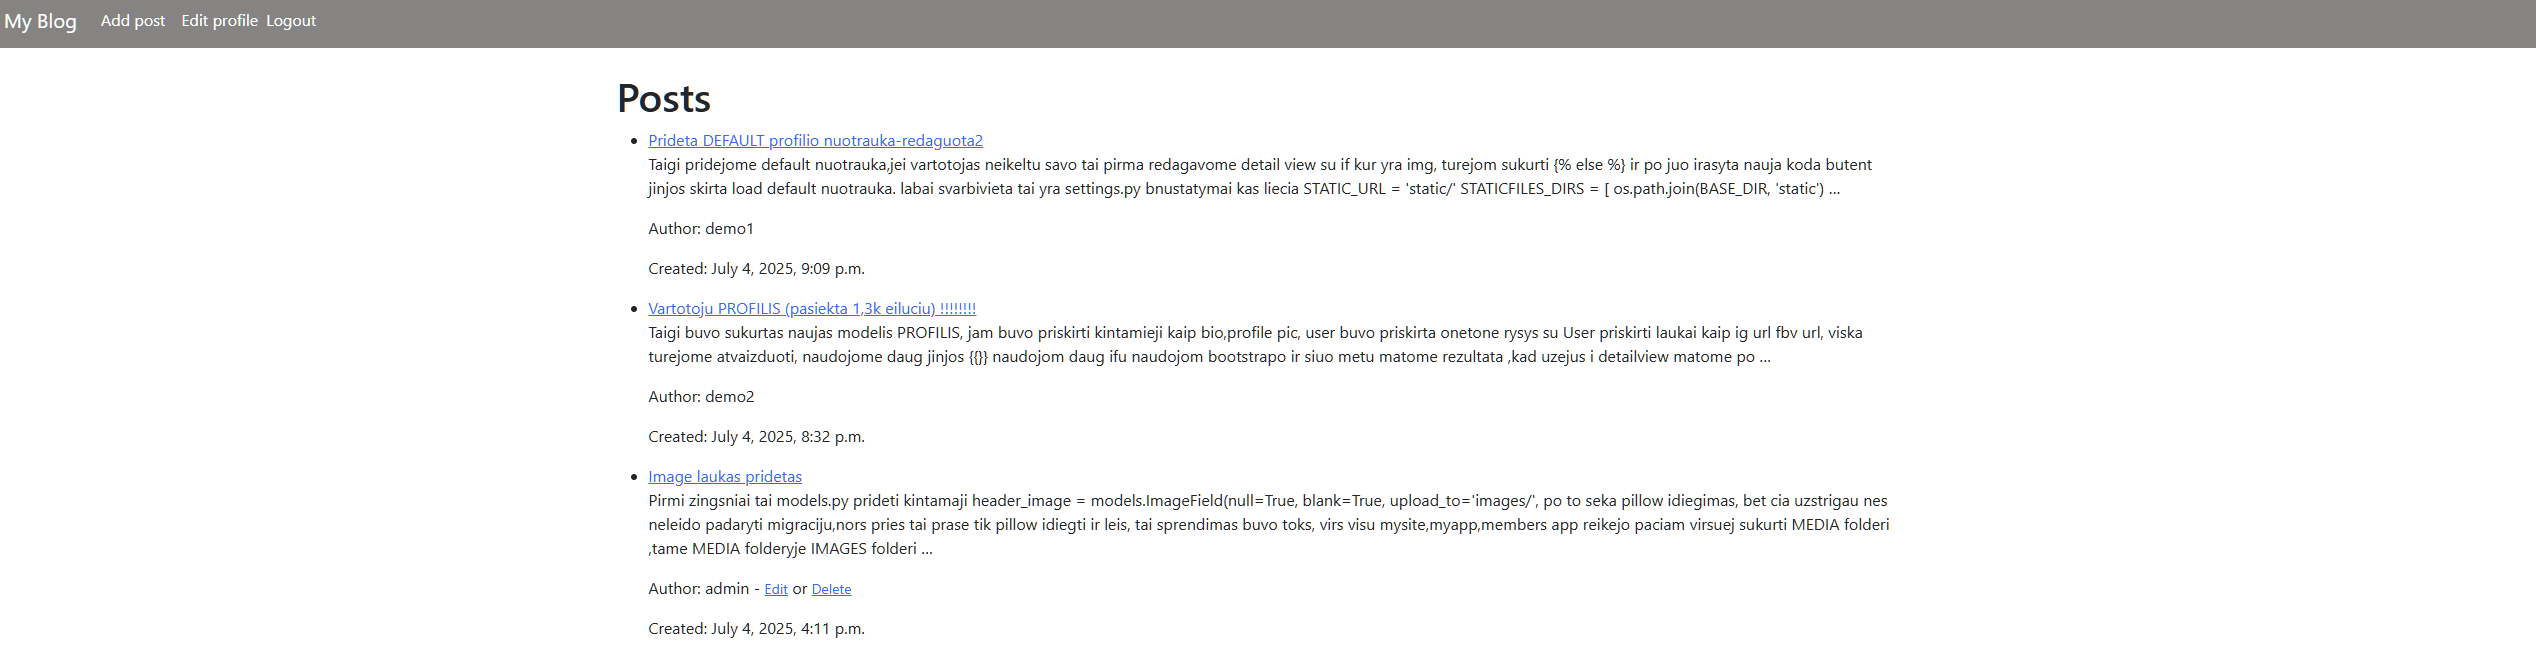 My Blog Add post Edit profile Logout
Posts
Prideta DEFAULT profilio nuotrauka-redaguota2
Taigi pridejome default nuotrauka,jei vartotojas neikeltu savo tai pirma redagavome detail view su if kur yra img, turejom sukurti {% else %} ir po juo irasyta nauja koda butent
jinjos skirta load default nuotrauka. labai svarbivieta tai yra settings.py bnustatymai kas liecia STATIC_URL = 'static/' STATICFILES_DIRS = [ os.path.join(BASE_DIR, 'static') ...
Author: demo1
Created: July 4, 2025, 9:09 p.m.
Vartotoju PROFILIS (pasiekta 1,3k eiluciu) !!!!!!!!
Taigi buvo sukurtas naujas modelis PROFILIS, jam buvo priskirti kintamieji kaip bio,profile pic, user buvo priskirta onetone rysys su User priskirti laukai kaip ig url fbv url, viska
turejome atvaizduoti, naudojome daug jinjos {{}} naudojom daug ifu naudojom bootstrapo ir siuo metu matome rezultata ,kad uzejus i detailview matome po ...
Author: demo2
Created: July 4, 2025, 8:32 p.m.
Image laukas pridetas
Pirmi zingsniai tai models.py prideti kintamaji header_image = models.ImageField(null=True, blank=True, upload_to='images/', po to seka pillow idiegimas, bet cia uzstrigau nes
neleido padaryti migraciju,nors pries tai prase tik pillow idiegti ir leis, tai sprendimas buvo toks, virs visu mysite,myapp,members app reikejo paciam virsuej sukurti MEDIA folderi
,tame MEDIA folderyje IMAGES folderi ...
Author: admin - Edit or Delete
Created: July 4, 2025, 4:11 p.m.